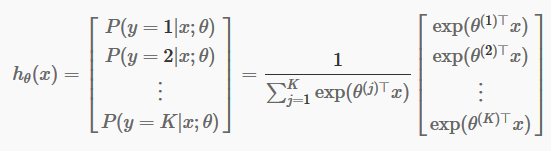 h_θ(x) = [ P(y = 1|x; θ) P(y = 2|x; θ) ⋮ P(y = K|x; θ) ] = 1 / ∑_{j=1}^{K} exp(θ^{(j)⊤} x) [ exp(θ^{(1)⊤} x) exp(θ^{(2)⊤} x) ⋮ exp(θ^{(K)⊤} x) ]